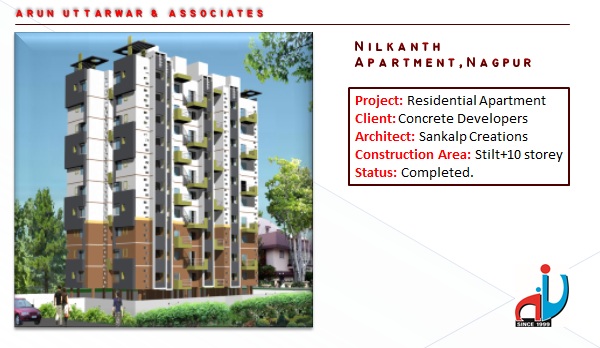 ARUN UTTARWAR & ASSOCIATES
NILKANTH
APARTMENT,NAGPUR
Project: Residential Apartment
Client: Concrete Developers
Architect: Sankalp Creations
Construction Area: Stilt+10 storey
Status: Completed.
SINCE 1999